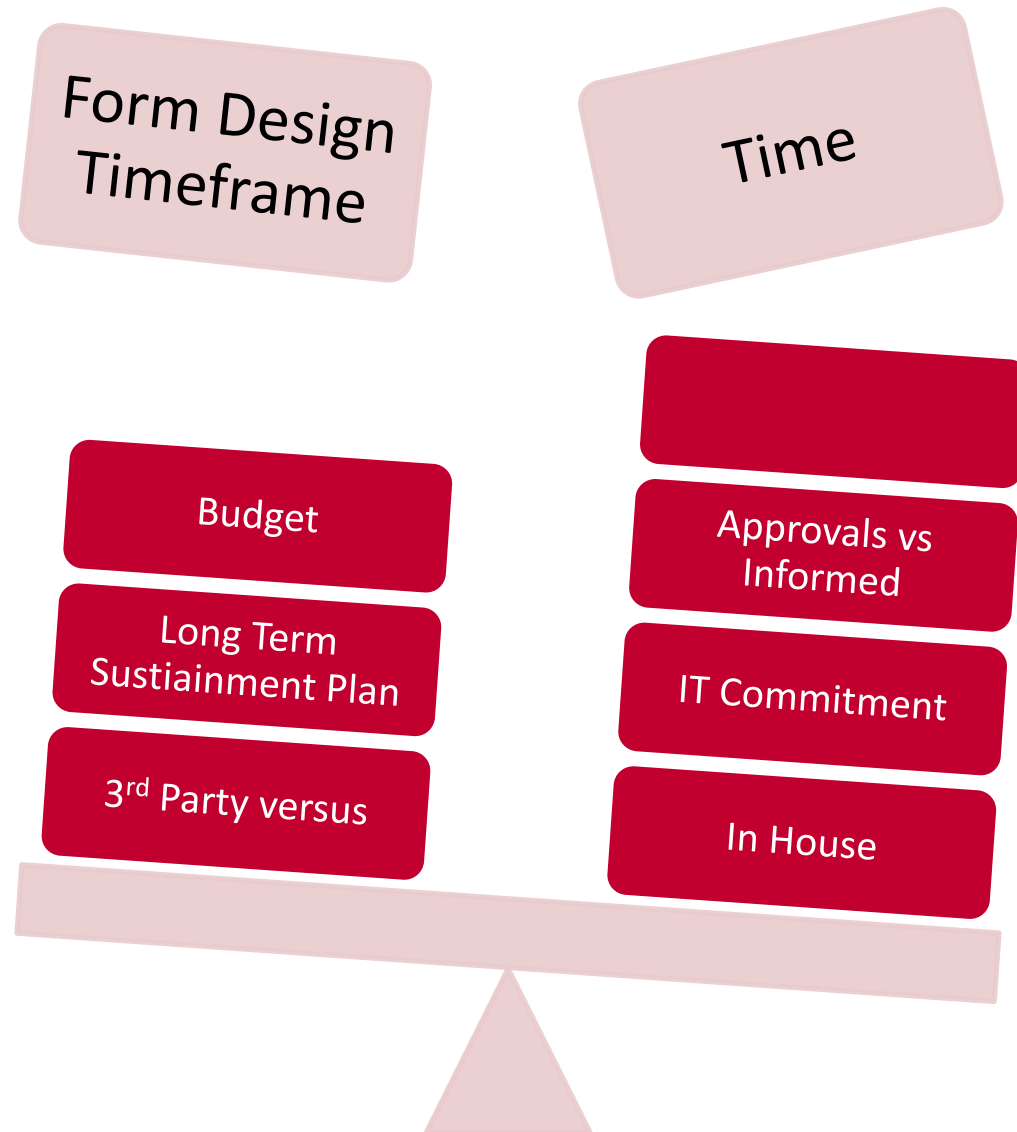 Form Design
Timeframe
Time
Budget
Long Term
Sustiainment Plan
3rd Party versus
Approvals vs
Informed
IT Commitment
In House